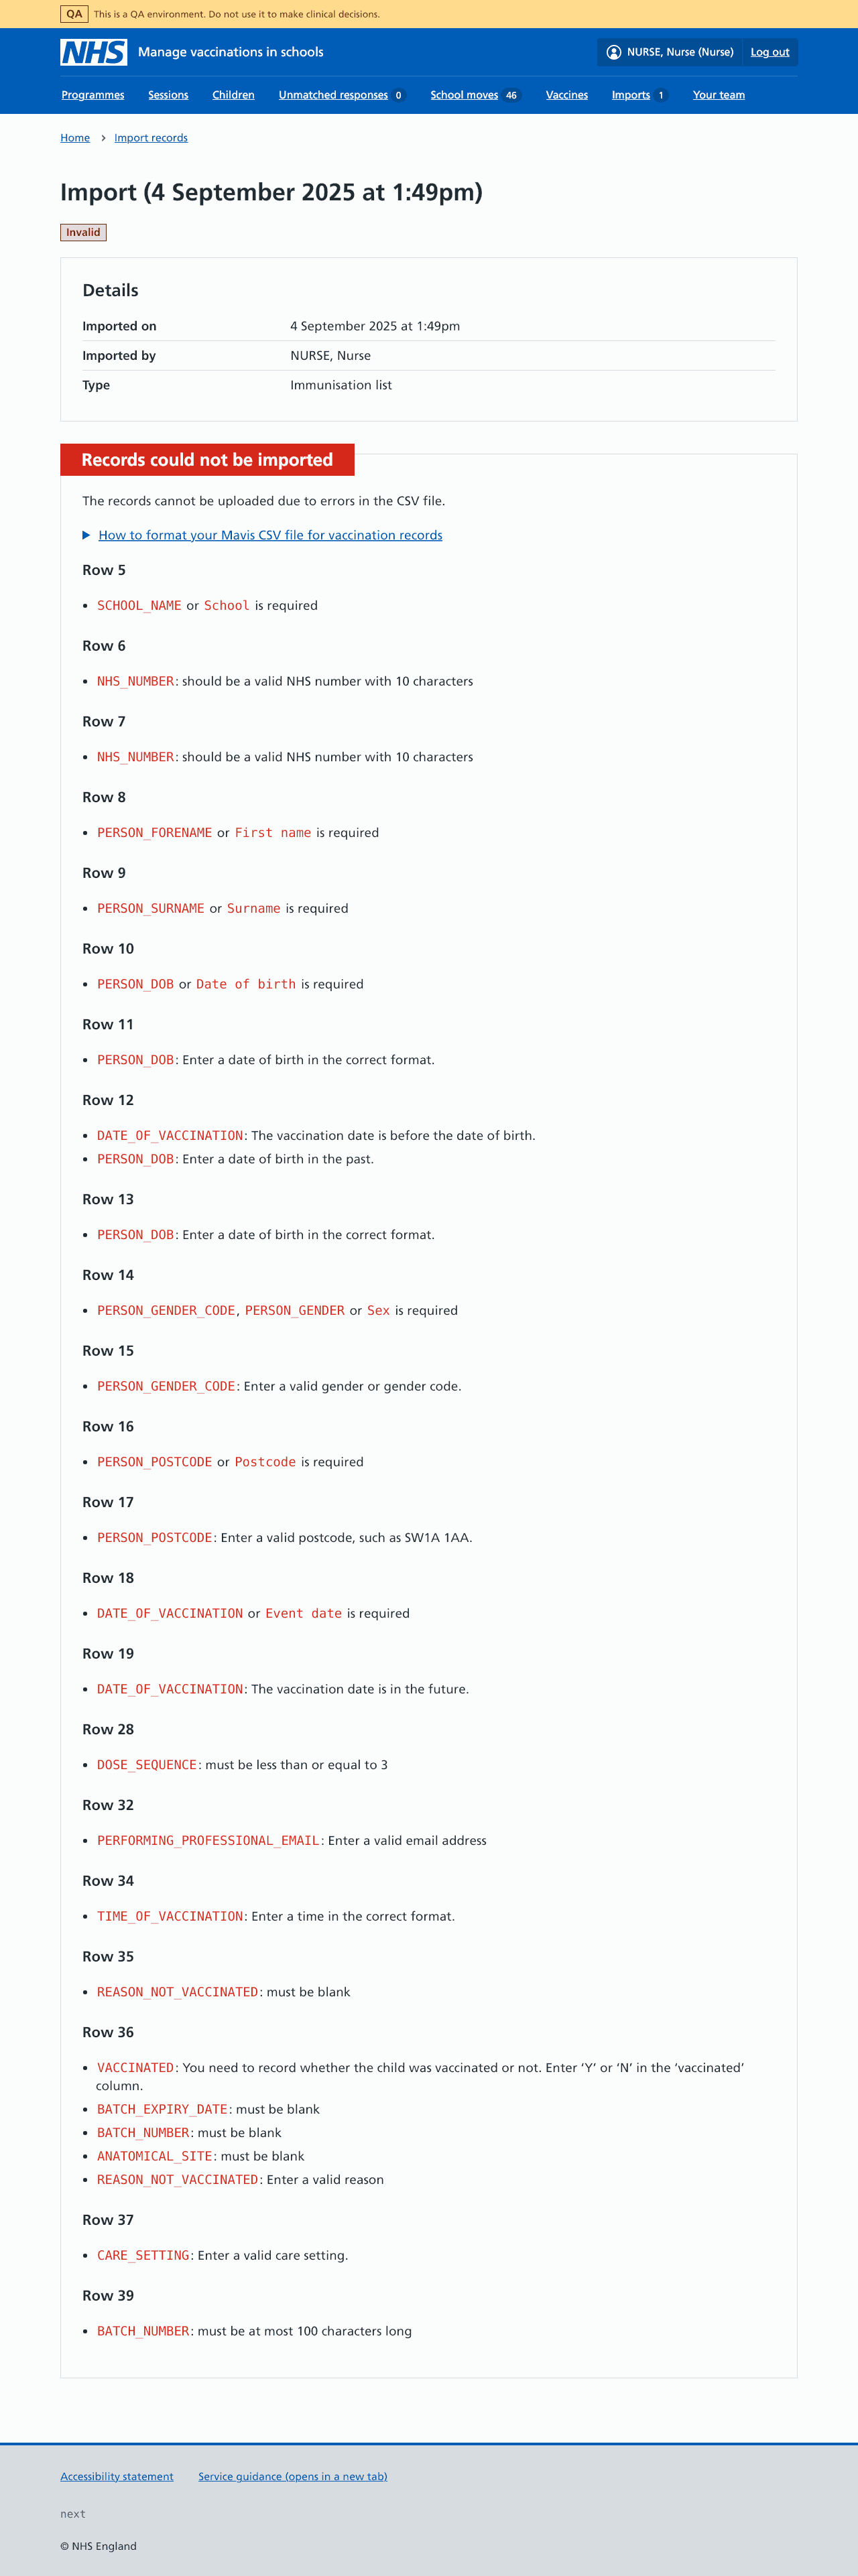 QA This is a QA environment. Do not use it to make clinical decisions.
NHS Manage vaccinations in schools NURSE, Nurse (Nurse) Log out
Programmes Sessions Children Unmatched responses 0 School moves 46 Vaccines Imports 1 Your team
Home Import records
Import (4 September 2025 at 1:49pm)
Invalid
Details
Imported on 4 September 2025 at 1:49pm
Imported by NURSE, Nurse
Type Immunisation list
Records could not be imported
The records cannot be uploaded due to errors in the CSV file.
How to format your Mavis CSV file for vaccination records
Row 5
SCHOOL_NAME or School is required
Row 6
NHS_NUMBER: should be a valid NHS number with 10 characters
Row 7
NHS_NUMBER: should be a valid NHS number with 10 characters
Row 8
PERSON_FORENAME or First name is required
Row 9
PERSON_SURNAME or Surname is required
Row 10
PERSON_DOB or Date of birth is required
Row 11
PERSON_DOB: Enter a date of birth in the correct format.
Row 12
DATE_OF_VACCINATION: The vaccination date is before the date of birth.
PERSON_DOB: Enter a date of birth in the past.
Row 13
PERSON_DOB: Enter a date of birth in the correct format.
Row 14
PERSON_GENDER_CODE, PERSON_GENDER or Sex is required
Row 15
PERSON_GENDER_CODE: Enter a valid gender or gender code.
Row 16
PERSON_POSTCODE or Postcode is required
Row 17
PERSON_POSTCODE: Enter a valid postcode, such as SW1A 1AA.
Row 18
DATE_OF_VACCINATION or Event date is required
Row 19
DATE_OF_VACCINATION: The vaccination date is in the future.
Row 28
DOSE_SEQUENCE: must be less than or equal to 3
Row 32
PERFORMING_PROFESSIONAL_EMAIL: Enter a valid email address
Row 34
TIME_OF_VACCINATION: Enter a time in the correct format.
Row 35
REASON_NOT_VACCINATED: must be blank
Row 36
VACCINATED: You need to record whether the child was vaccinated or not. Enter ‘Y’ or ‘N’ in the ‘vaccinated’
column.
BATCH_EXPIRY_DATE: must be blank
BATCH_NUMBER: must be blank
ANATOMICAL_SITE: must be blank
REASON_NOT_VACCINATED: Enter a valid reason
Row 37
CARE_SETTING: Enter a valid care setting.
Row 39
BATCH_NUMBER: must be at most 100 characters long
Accessibility statement Service guidance (opens in a new tab)
next
© NHS England